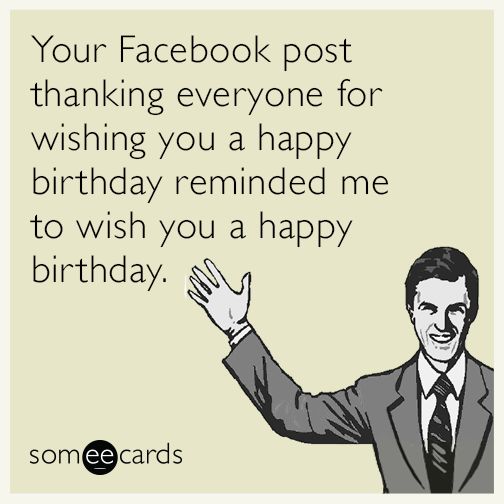 Your Facebook post
thanking everyone for
wishing you a happy
birthday reminded me
to wish you a happy
birthday.
someecards